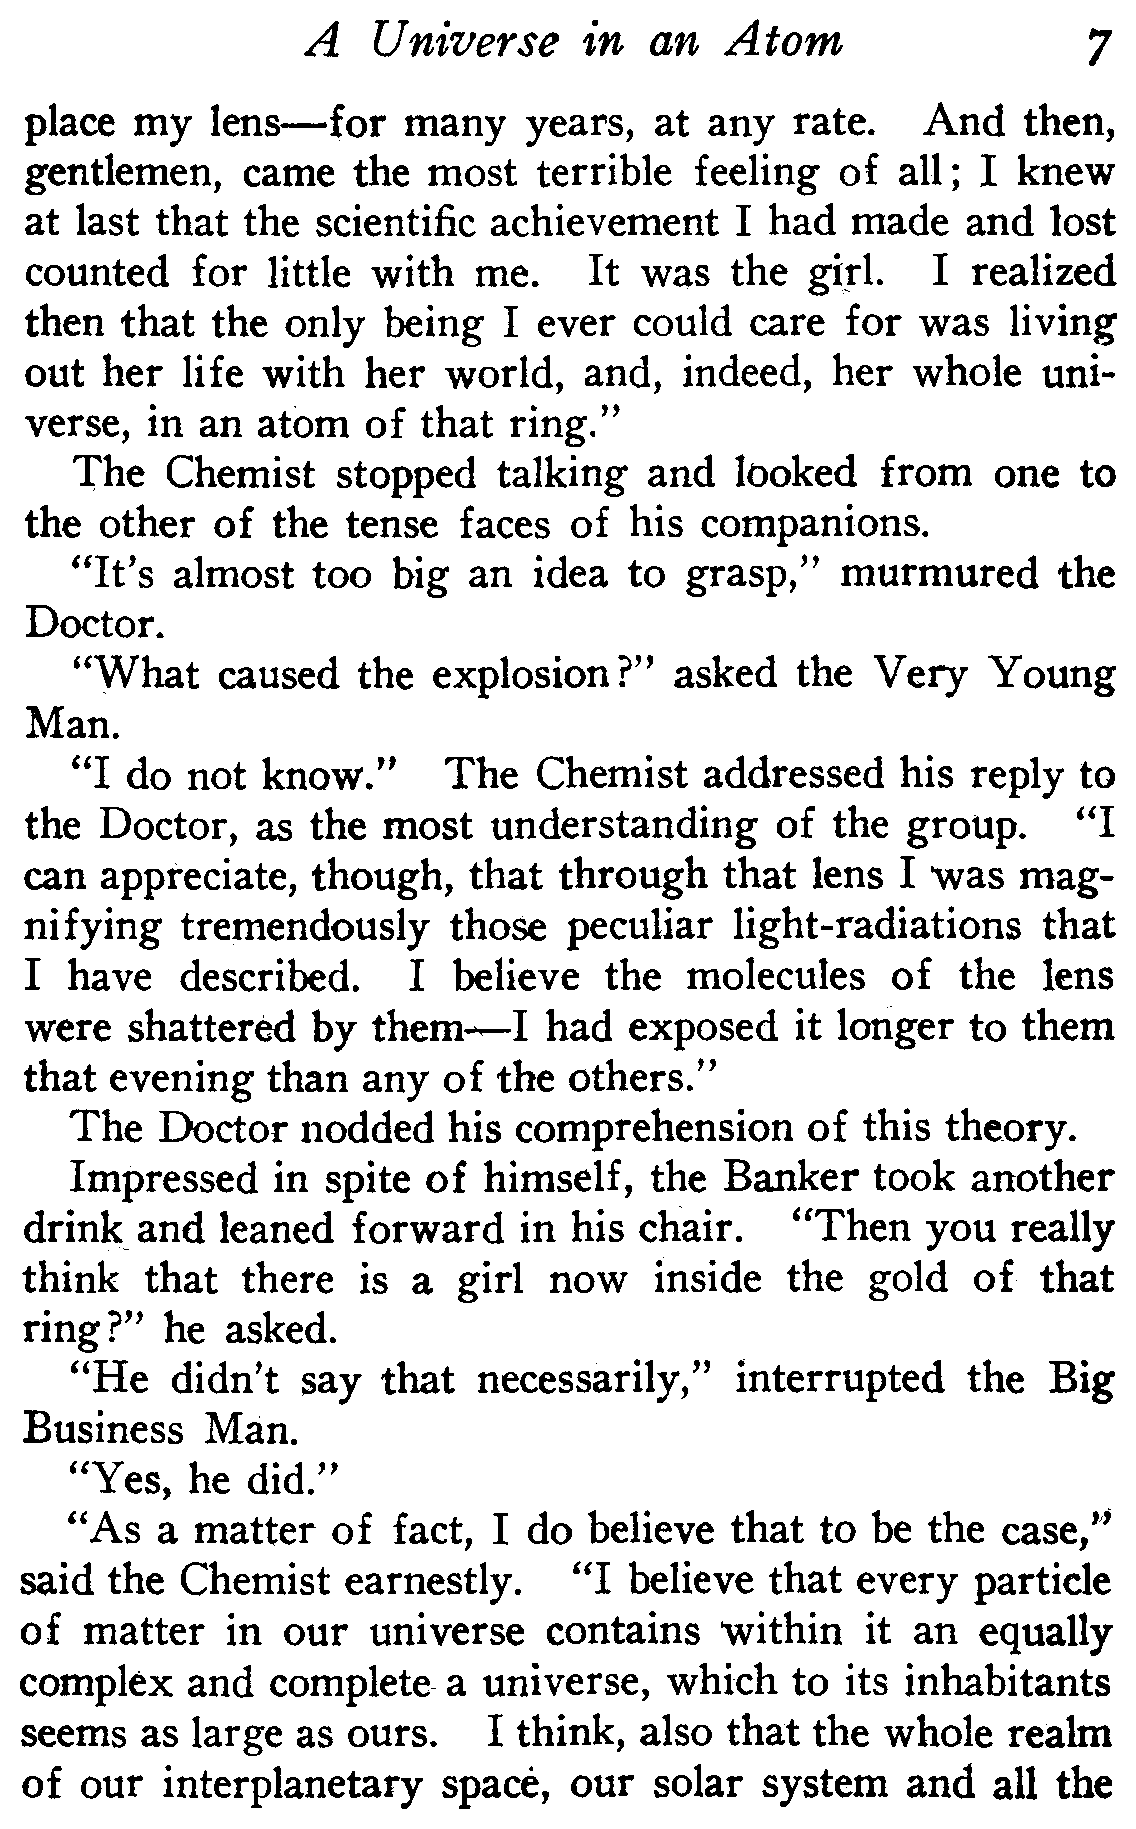 A Universe in an Atom 7
place my lens—for many years, at any rate. And then,
gentlemen, came the most terrible feeling of all; I knew
at last that the scientific achievement I had made and lost
counted for little with me. It was the girl. I realized
then that the only being I ever could care for was living
out her life with her world, and, indeed, her whole uni-
verse, in an atom of that ring."
The Chemist stopped talking and looked from one to
the other of the tense faces of his companions.
"It's almost too big an idea to grasp," murmured the
Doctor.
"What caused the explosion?" asked the Very Young
Man.
"I do not know." The Chemist addressed his reply to
the Doctor, as the most understanding of the group. "I
can appreciate, though, that through that lens I was mag-
nifying tremendously those peculiar light-radiations that
I have described. I believe the molecules of the lens
were shattered by them—I had exposed it longer to them
that evening than any of the others."
The Doctor nodded his comprehension of this theory.
Impressed in spite of himself, the Banker took another
drink and leaned forward in his chair. "Then you really
think that there is a girl now inside the gold of that
ring?" he asked.
"He didn't say that necessarily," interrupted the Big
Business Man.
"Yes, he did."
"As a matter of fact, I do believe that to be the case,"
said the Chemist earnestly. "I believe that every particle
of matter in our universe contains within it an equally
complex and complete a universe, which to its inhabitants
seems as large as ours. I think, also that the whole realm
of our interplanetary space, our solar system and all the